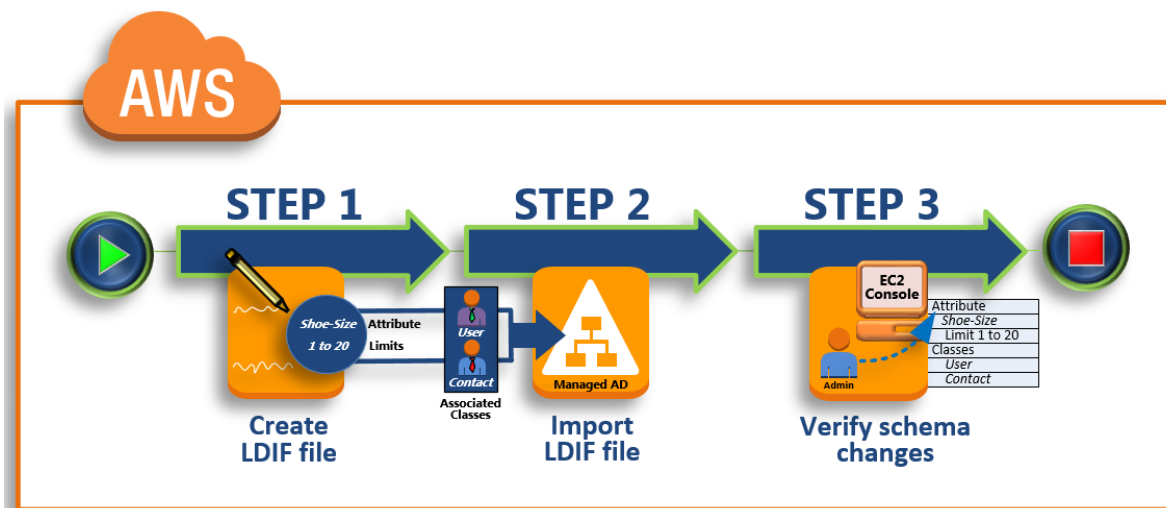 AWS
STEP 1
STEP 2
STEP 3
Shoe-Size
1 to 20
Attribute
Limits
User
Contact
Associated
Classes
Managed AD
EC2
Console
Admin
Attribute
Shoe-Size
Limit 1 to 20
Classes
User
Contact
Create
LDIF file
Import
LDIF file
Verify schema
changes